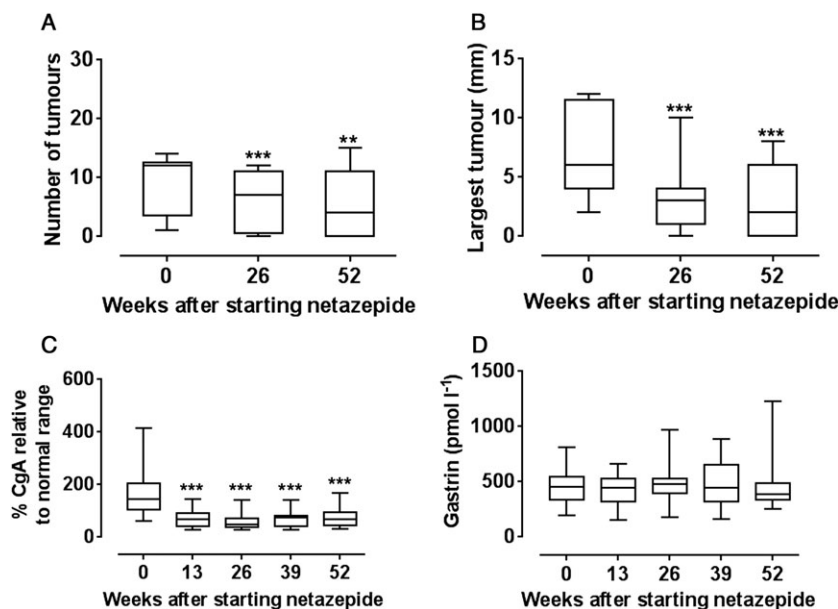 A
Number of tumours
30
20
10
0
***
**
0 26 52
Weeks after starting netazepide
B
Largest tumour (mm)
15
10
5
0
***
***
0 26 52
Weeks after starting netazepide
C
% CgA relative
to normal range
600
400
200
0
*** *** *** ***
0 13 26 39 52
Weeks after starting netazepide
D
Gastrin (pmol l⁻¹)
1500
1000
500
0
0 13 26 39 52
Weeks after starting netazepide